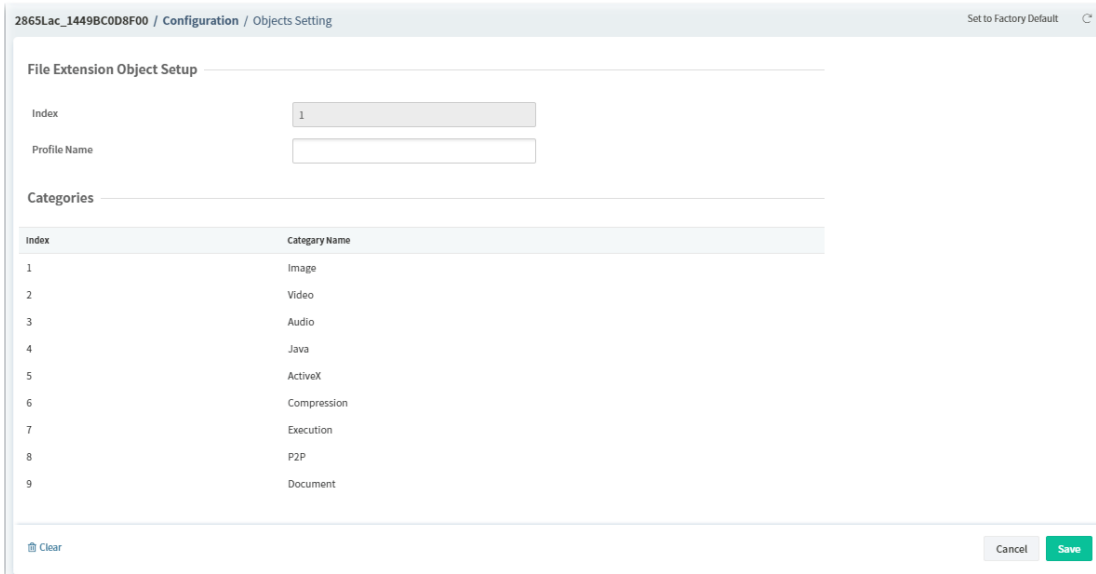 2865Lac_1449BC0D8F00 / Configuration / Objects Setting Set to Factory Default
File Extension Object Setup
Index 1
Profile Name
Categories
Index Categary Name
1 Image
2 Video
3 Audio
4 Java
5 ActiveX
6 Compression
7 Execution
8 P2P
9 Document
Clear Cancel Save